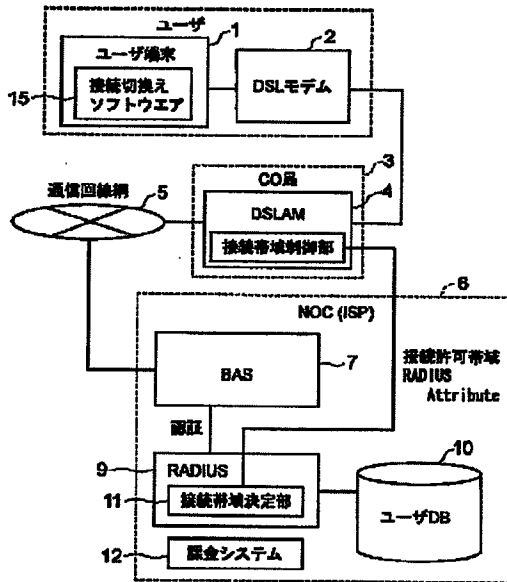 ユーザ
1
ユーザ端末
15
接続切換え
ソフトウエア
2
DSLモデム
3
CO局
4
DSLAM
接続帯域制御部
通信回線網
5
6
NOC (ISP)
BAS
7
接続許可帯域
RADIUS
Attribute
認証
9
RADIUS
11
接続帯域決定部
10
ユーザDB
12
課金システム